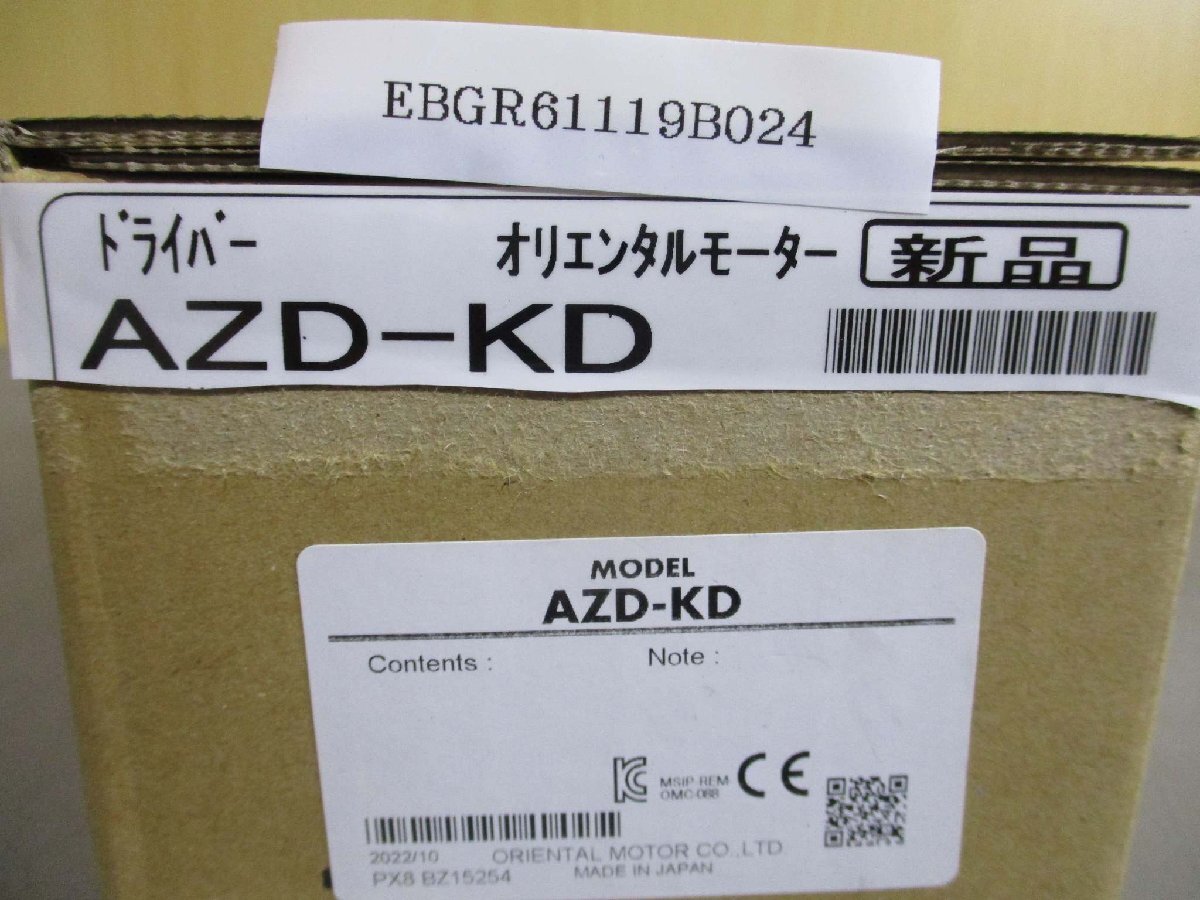 EBGR61119B024
ドライバー オリエンタルモーター 新品
AZD-KD
MODEL
AZD-KD
Contents : Note :
MSIP-REM
OMC-088
CE
2022/10 ORIENTAL MOTOR CO.,LTD
PX8 BZ15254 MADE IN JAPAN